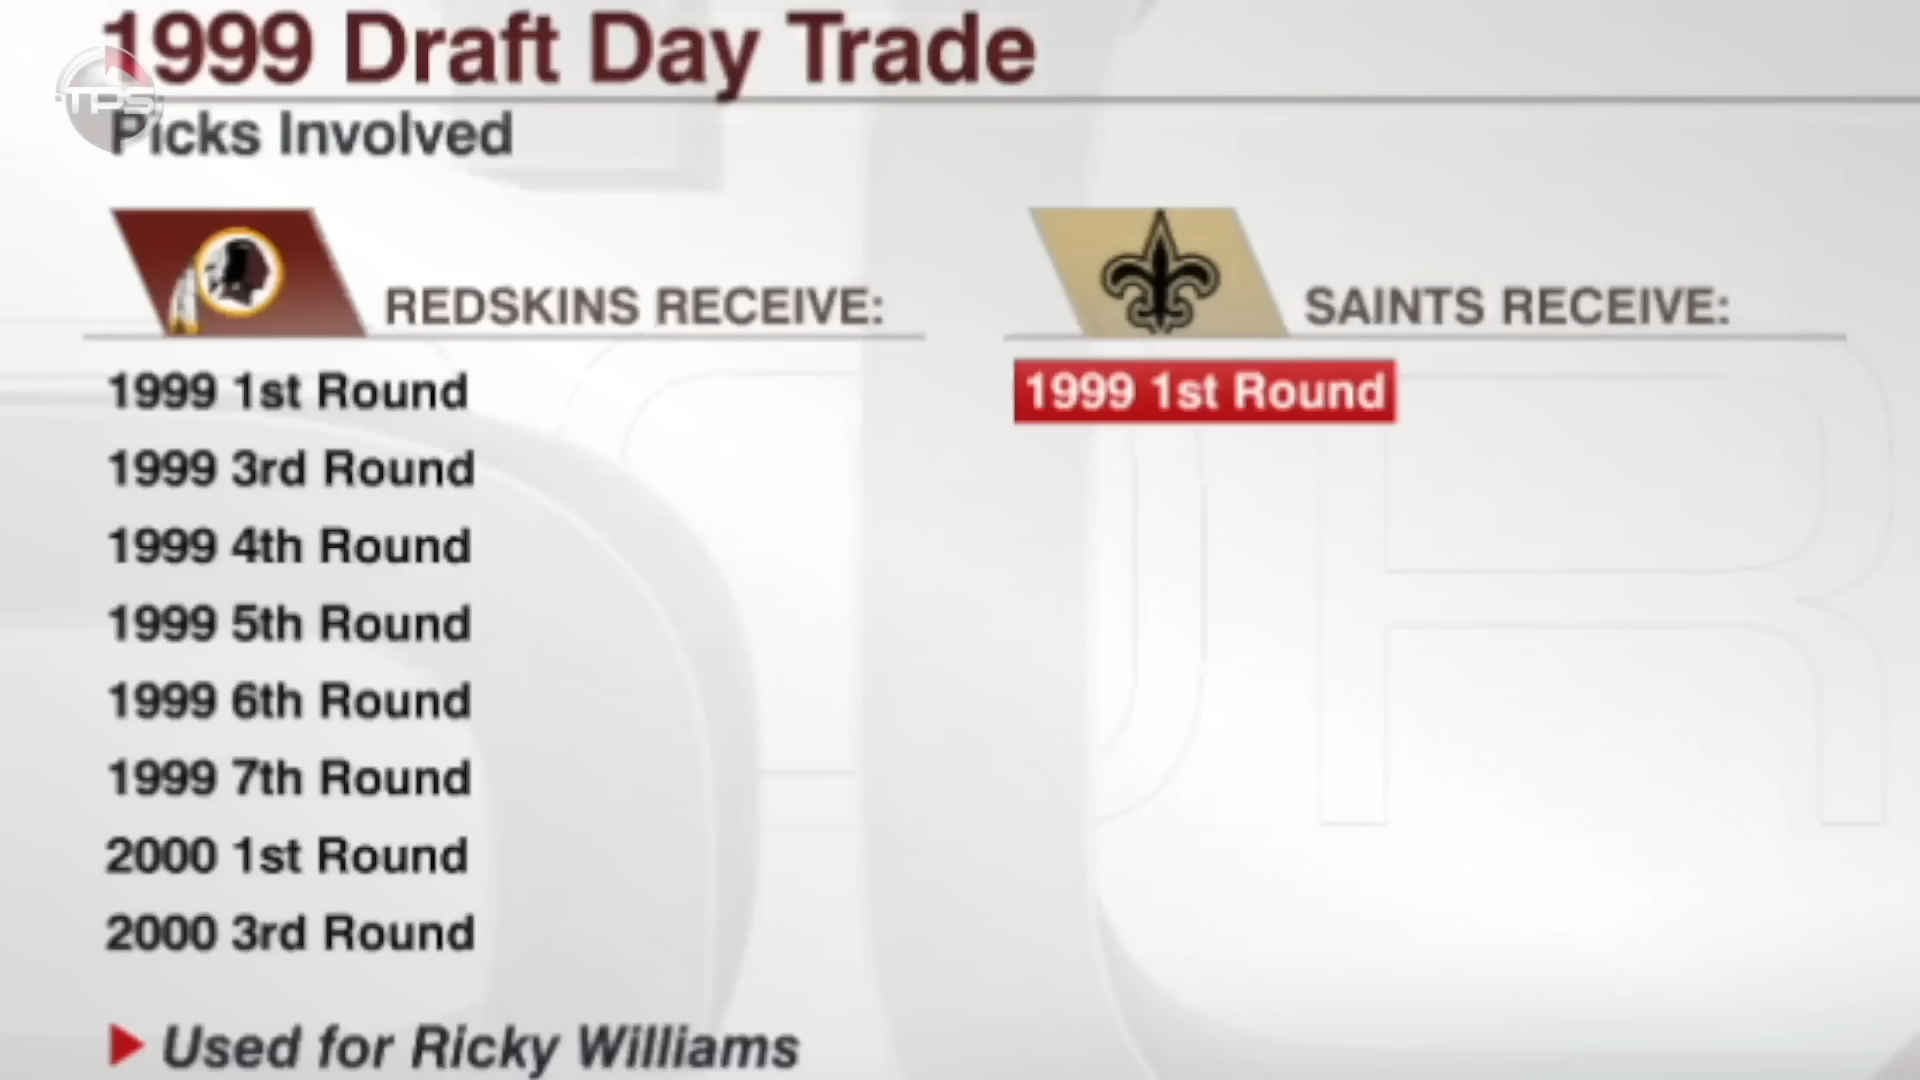 1999 Draft Day Trade
TPS
Picks Involved
REDSKINS RECEIVE:
1999 1st Round
1999 3rd Round
1999 4th Round
1999 5th Round
1999 6th Round
1999 7th Round
2000 1st Round
2000 3rd Round
SAINTS RECEIVE:
1999 1st Round
Used for Ricky Williams